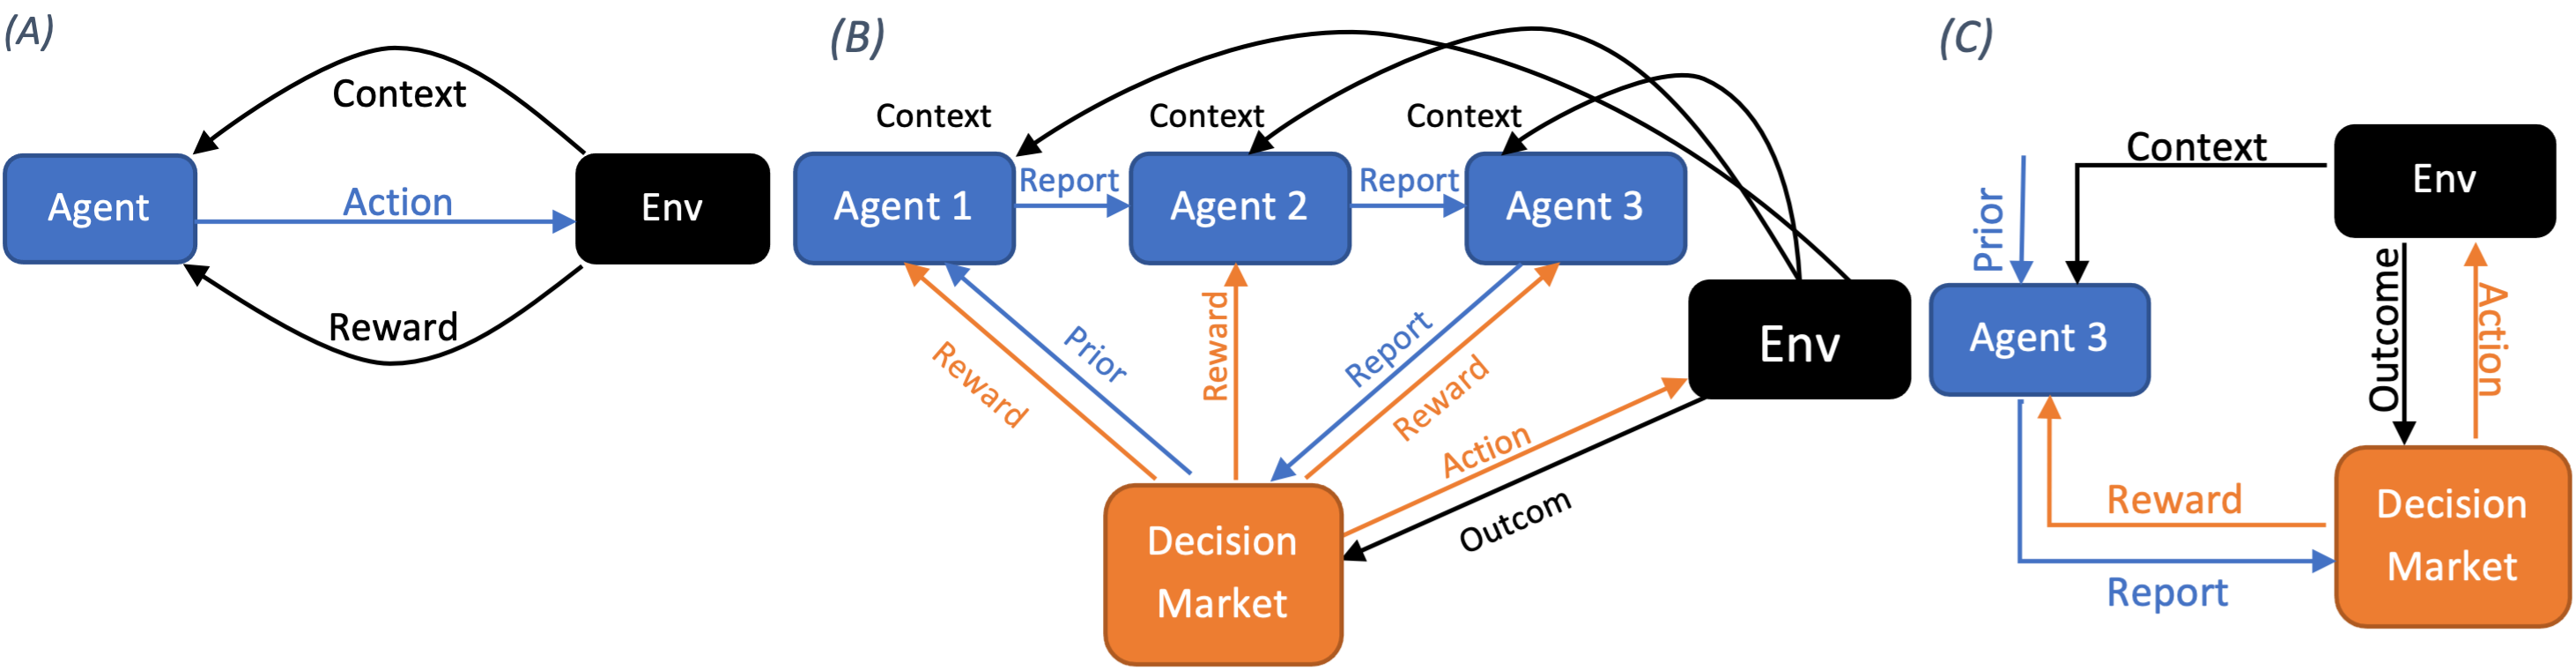 (A)
Context
Agent
Action
Env
Reward
(B)
Context
Context
Context
Agent 1
Report
Agent 2
Report
Agent 3
Reward
Prior
Reward
Report
Reward
Action
Outcom
Env
Decision
Market
(C)
Prior
Context
Env
Agent 3
Outcome
Action
Reward
Report
Decision
Market